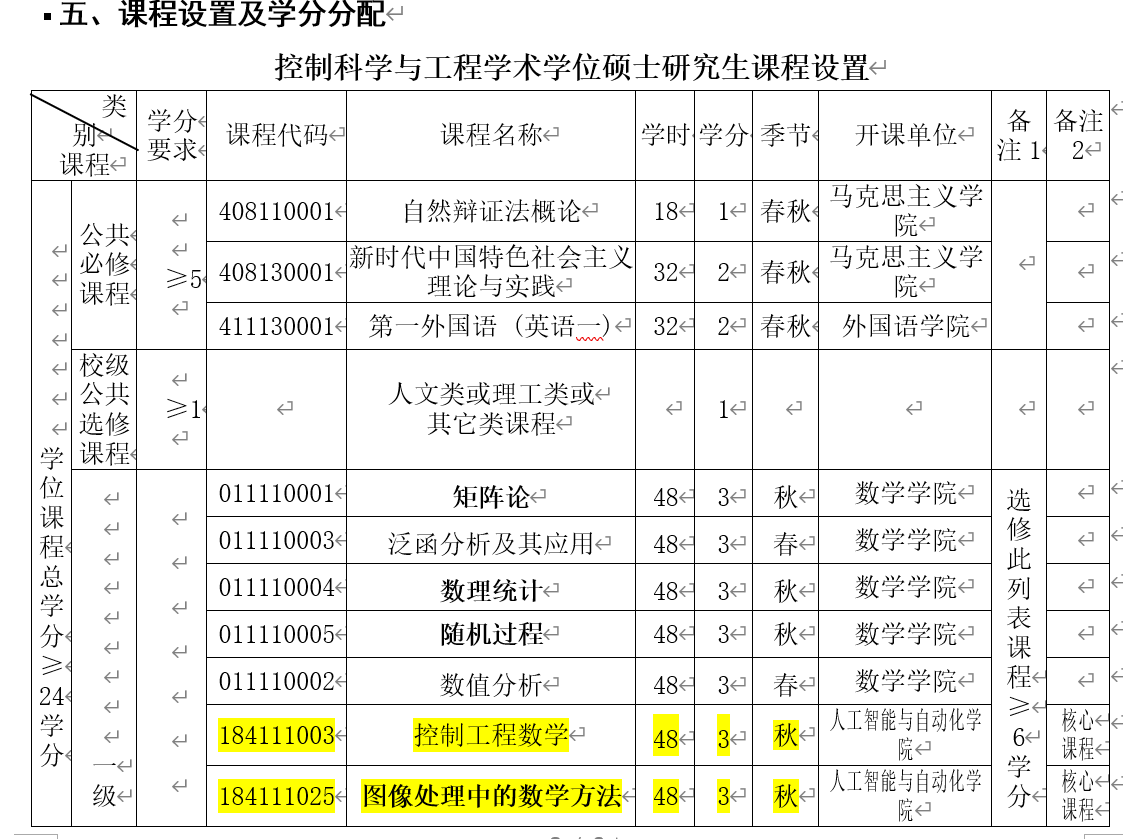 五、课程设置及学分分配
控制科学与工程学术学位硕士研究生课程设置
类
别
课程
学分
要求
课程代码
课程名称
学时
学分
季节
开课单位
备
注 1
备注
2
学
位
课
程
总
学
分
≥
24
学
分
公共
必修
课程
≥5
408110001
自然辩证法概论
18
1
春秋
马克思主义学
院
408130001
新时代中国特色社会主义
理论与实践
32
2
春秋
马克思主义学
院
411130001
第一外国语（英语一）
32
2
春秋
外国语学院
校级
公共
选修
课程
≥1
人文类或理工类或
其它类课程
1
一
级
011110001
矩阵论
48
3
秋
数学学院
选
修
此
列
表
课
程
≥
6
学
分
011110003
泛函分析及其应用
48
3
春
数学学院
011110004
数理统计
48
3
秋
数学学院
011110005
随机过程
48
3
秋
数学学院
011110002
数值分析
48
3
春
数学学院
184111003
控制工程数学
48
3
秋
人工智能与自动化学
院
核心
课程
184111025
图像处理中的数学方法
48
3
秋
人工智能与自动化学
院
核心
课程